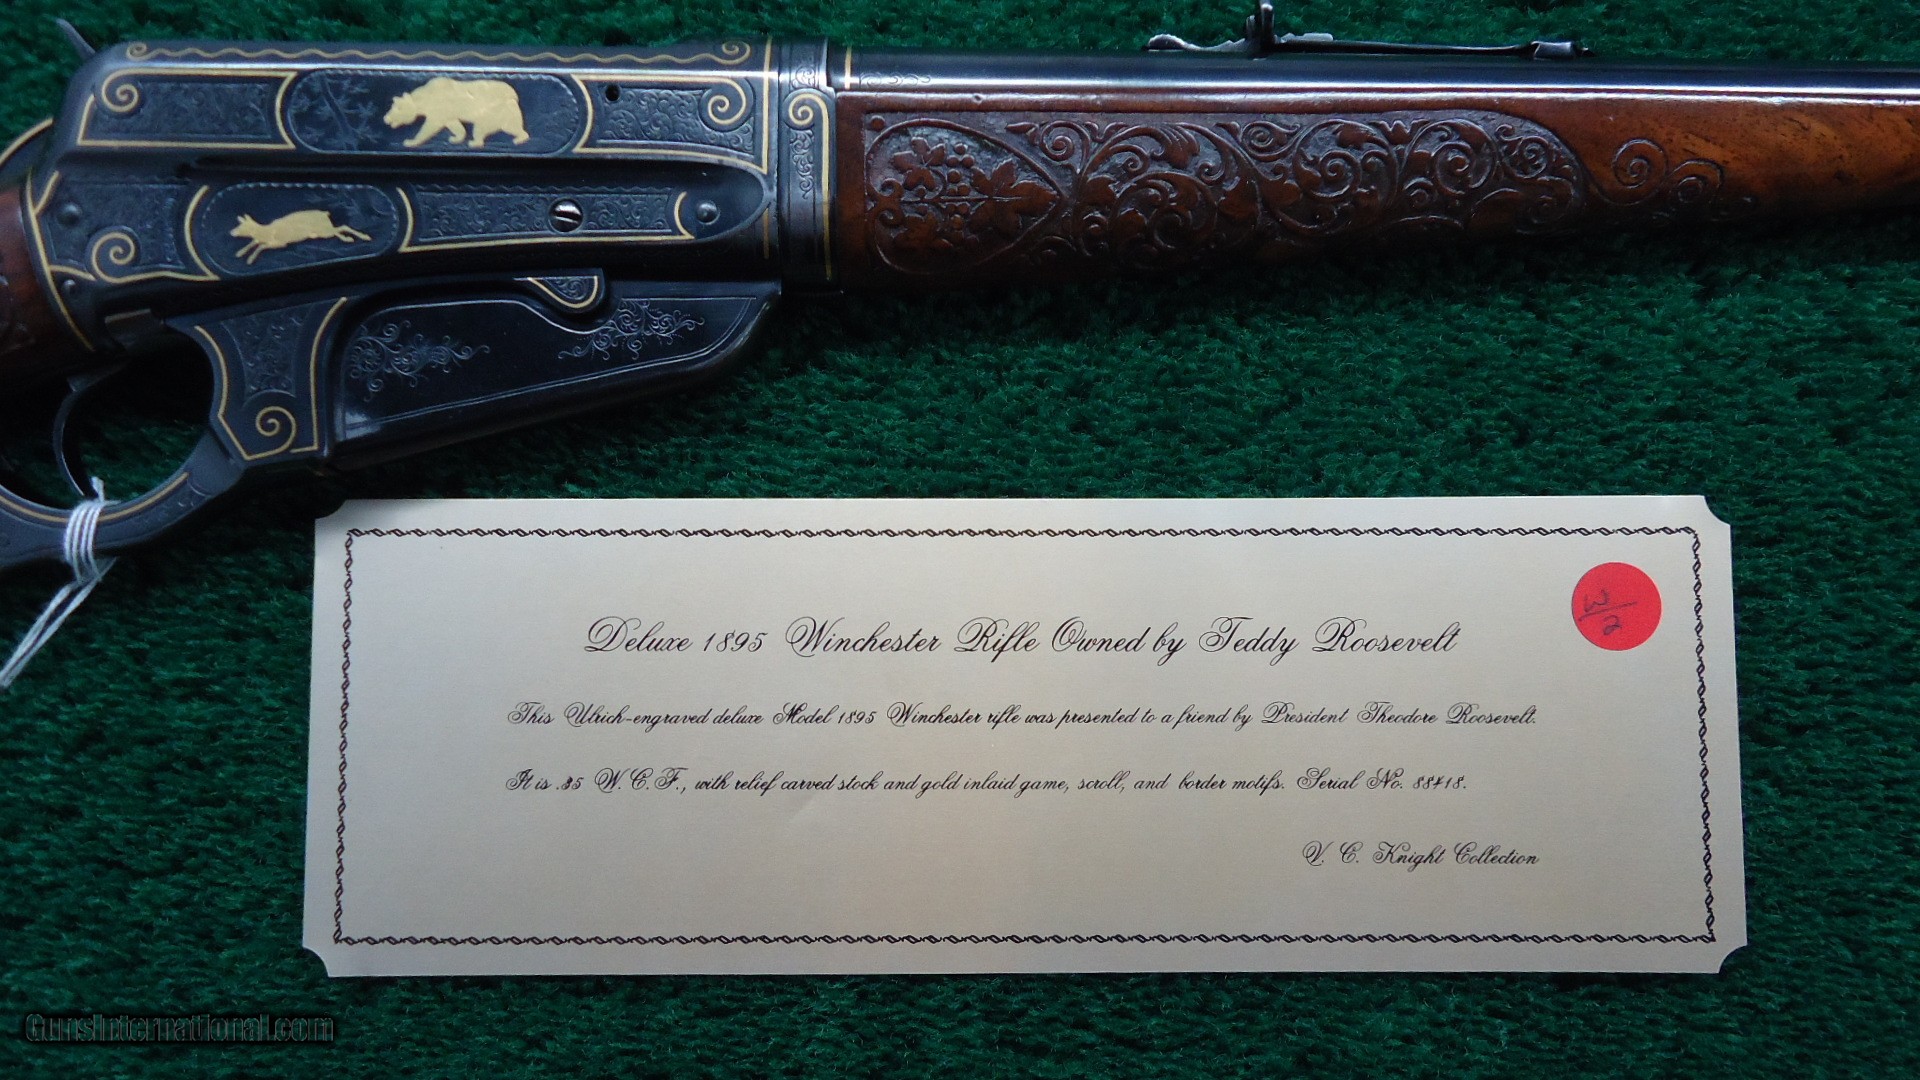 Deluxe 1895 Winchester Rifle Owned by Teddy Roosevelt
W/2
This Ulrich-engraved deluxe Model 1895 Winchester rifle was presented to a friend by President Theodore Roosevelt.
It is .35 W.C.F., with relief carved stock and gold inlaid game, scroll, and border motifs. Serial No. 88418.
V. C. Knight Collection
GunsInternational.com